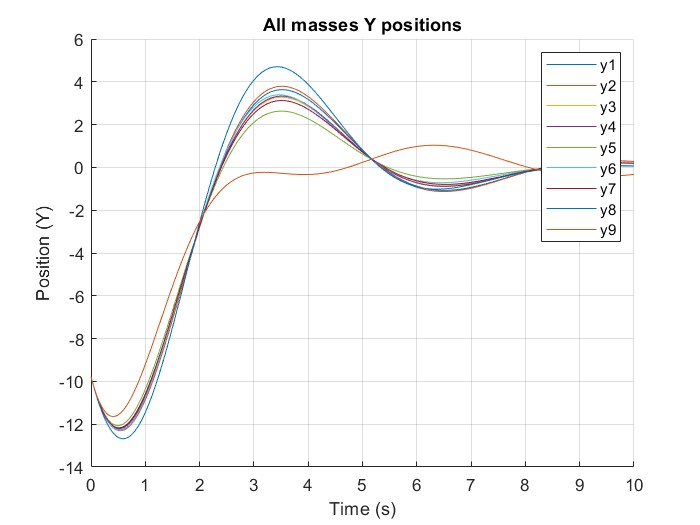 All masses Y positions
6
4
2
0
-2
-4
-6
-8
-10
-12
-14
Position (Y)
y1
y2
y3
y4
y5
y6
y7
y8
y9
0 1 2 3 4 5 6 7 8 9 10
Time (s)